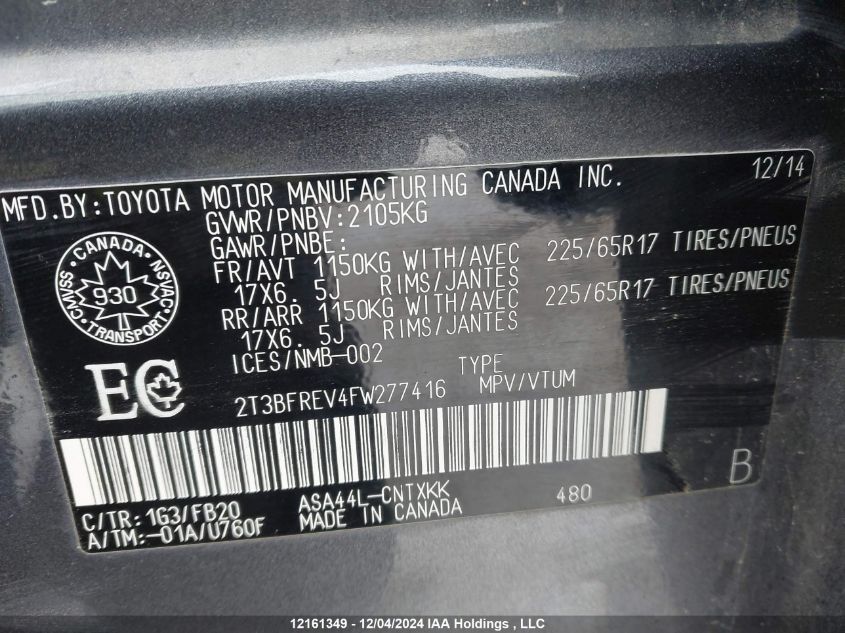 MFD.BY:TOYOTA MOTOR MANUFACTURING CANADA INC. 12/14
GVWR/PNBV:2105KG
GAWR/PNBE:
FR/AVT 1150KG WITH/AVEC 225/65R17 TIRES/PNEUS
17X6. 5J RIMS/JANTES
RR/ARR 1150KG WITH/AVEC 225/65R17 TIRES/PNEUS
17X6. 5J RIMS/JANTES
ICES/NMB-002
CANADA
CMVSS 930 NSVAC
TRANSPORT
EC
TYPE
2T3BFREV4FW277416 MPV/VTUM
B
C/TR: 1G3/FB20 ASA44L-CNTXKK 480
A/TM:-01A/U760F MADE IN CANADA
12161349 - 12/04/2024 IAA Holdings , LLC